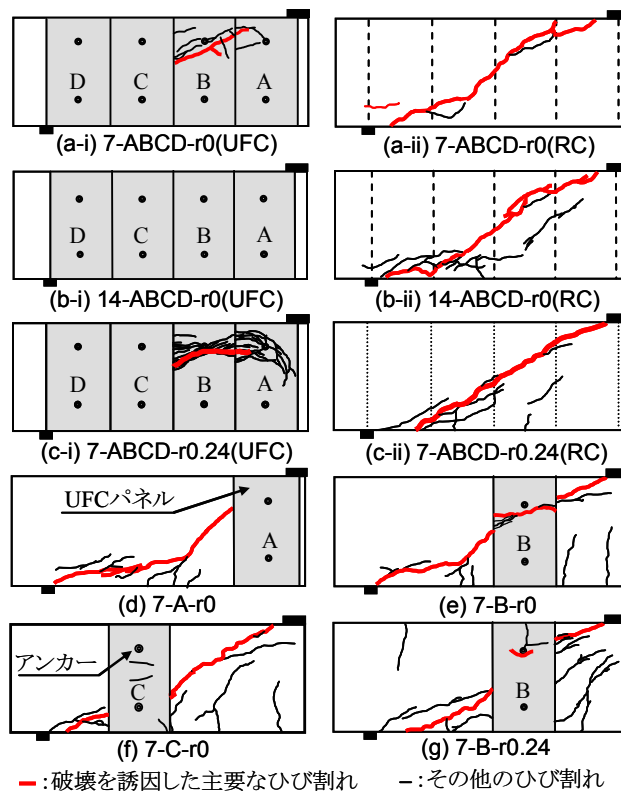 D C B A
(a-i) 7-ABCD-r0(UFC)
(a-ii) 7-ABCD-r0(RC)
D C B A
(b-i) 14-ABCD-r0(UFC)
(b-ii) 14-ABCD-r0(RC)
D C B A
(c-i) 7-ABCD-r0.24(UFC)
(c-ii) 7-ABCD-r0.24(RC)
UFCパネル
A
(d) 7-A-r0
B
(e) 7-B-r0
アンカー
C
(f) 7-C-r0
B
(g) 7-B-r0.24
:破壊を誘因した主要なひび割れ
:その他のひび割れ